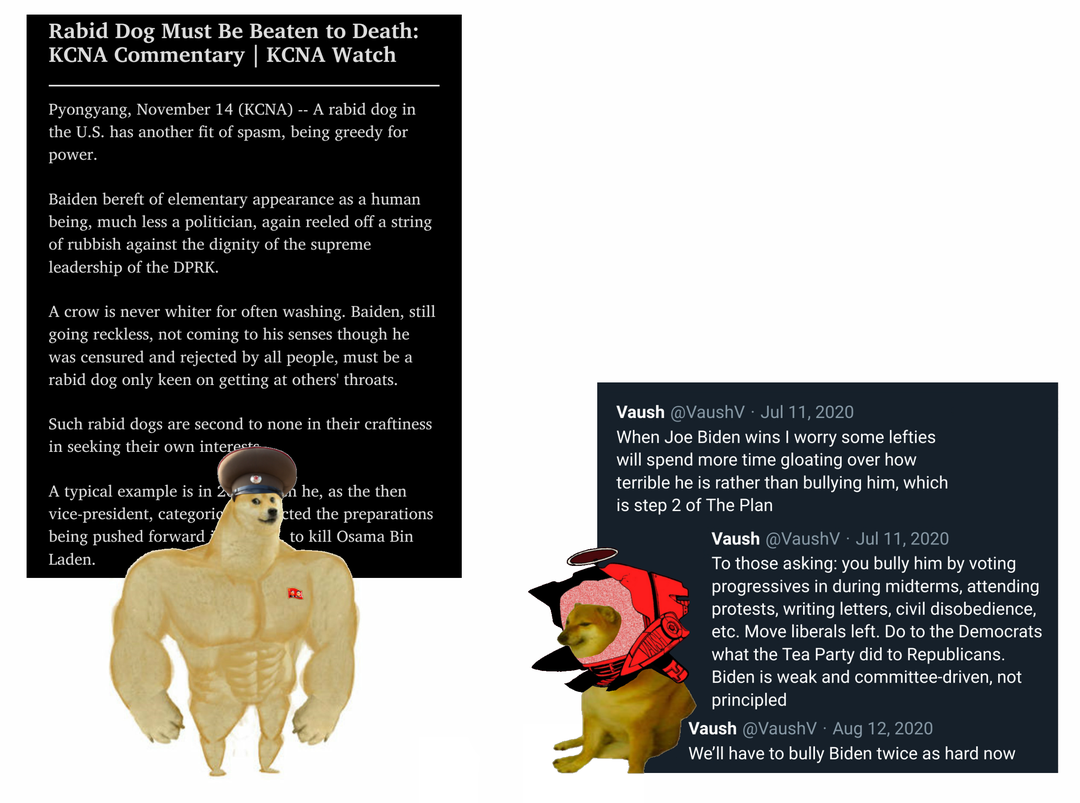 Rabid Dog Must Be Beaten to Death:
KCNA Commentary | KCNA Watch
Pyongyang, November 14 (KCNA) -- A rabid dog in
the U.S. has another fit of spasm, being greedy for
power.
Baiden bereft of elementary appearance as a human
being, much less a politician, again reeled off a string
of rubbish against the dignity of the supreme
leadership of the DPRK.
A crow is never whiter for often washing. Baiden, still
going reckless, not coming to his senses though he
was censured and rejected by all people, must be a
rabid dog only keen on getting at others' throats.
Such rabid dogs are second to none in their craftiness
in seeking their own interests
A typical example is in he, as the then
vice-president, the preparations
being pushed forward to kill Osama Bin
Laden.
Vaush @VaushV · Jul 11, 2020
When Joe Biden wins I worry some lefties
will spend more time gloating over how
terrible he is rather than bullying him, which
is step 2 of The Plan
Vaush @VaushV · Jul 11, 2020
To those asking: you bully him by voting
progressives in during midterms, attending
protests, writing letters, civil disobedience,
etc. Move liberals left. Do to the Democrats
what the Tea Party did to Republicans.
Biden is weak and committee-driven, not
principled
VAUSH
Vaush @VaushV · Aug 12, 2020
We'll have to bully Biden twice as hard now